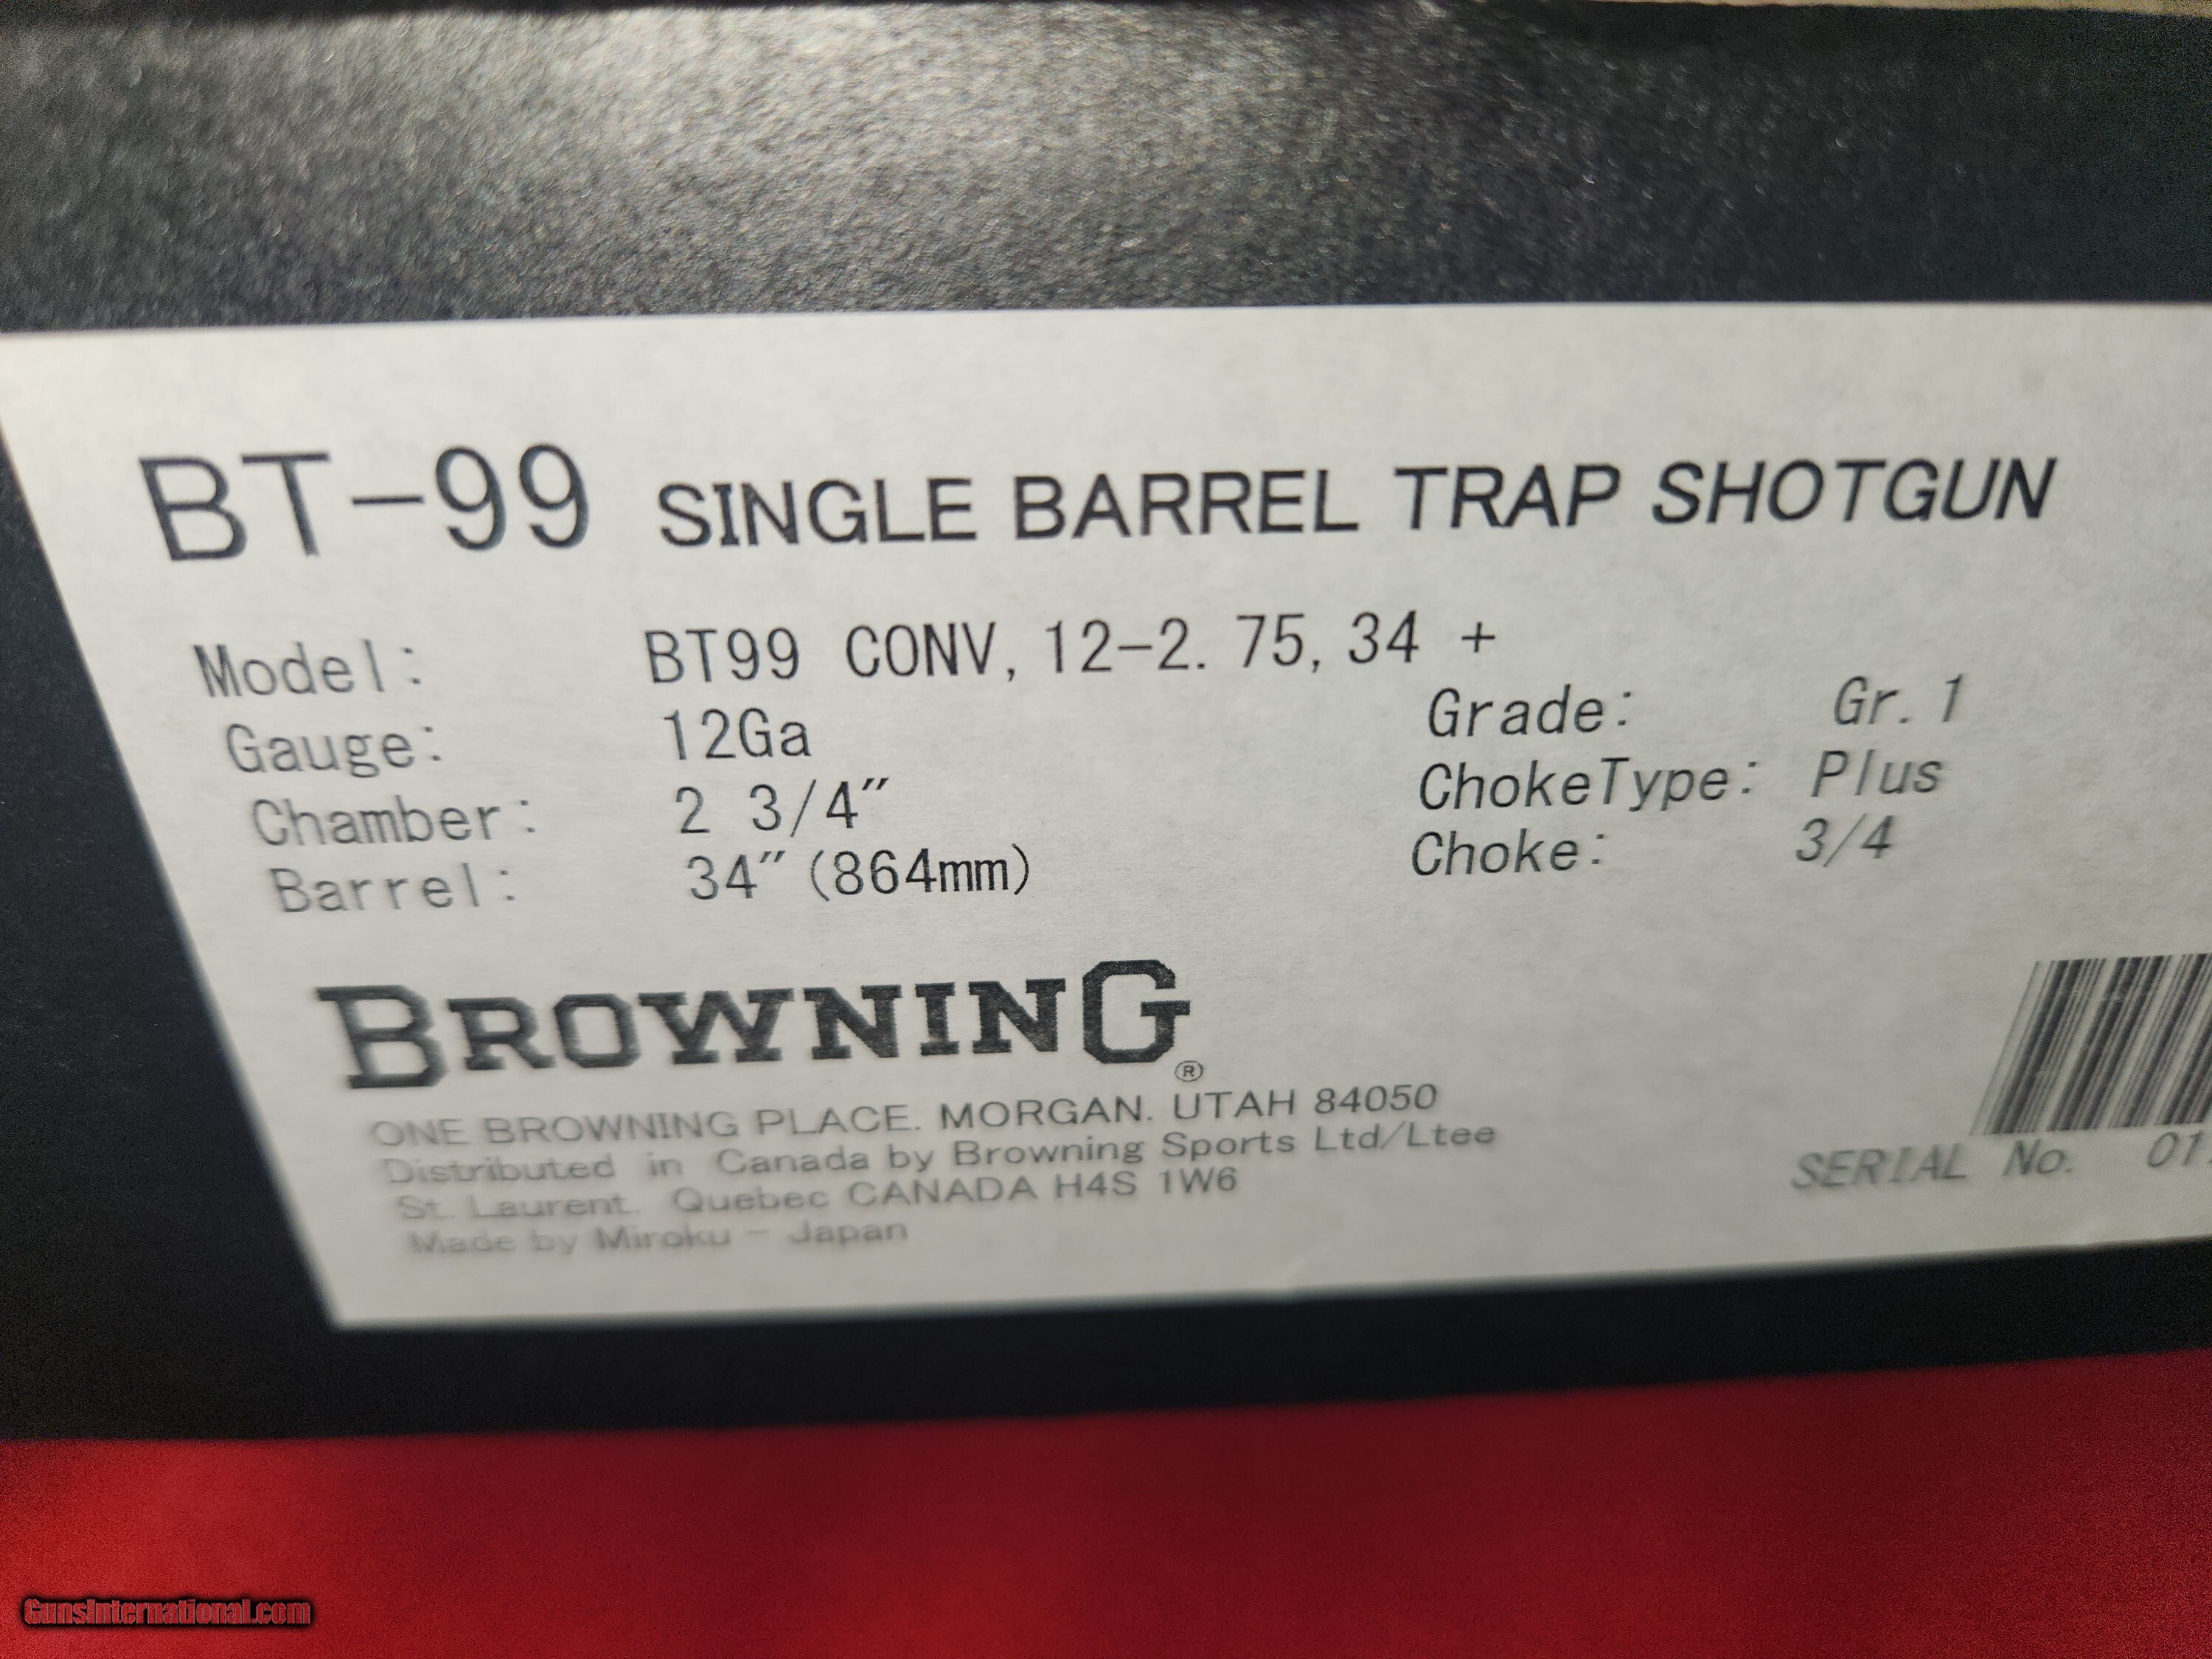 BT-99 SINGLE BARREL TRAP SHOTGUN
Model: BT99 CONV, 12-2.75, 34 +
Gauge: 12Ga Grade: Gr.1
Chamber: 2 3/4" ChokeType: Plus
Barrel: 34"(864mm) Choke: 3/4
BROWNING®
ONE BROWNING PLACE. MORGAN. UTAH 84050
Distributed in Canada by Browning Sports Ltd/Ltee
St. Laurent, Quebec CANADA H4S 1W6
Made by Miroku - Japan
SERIAL No. 01
GunsInternational.com